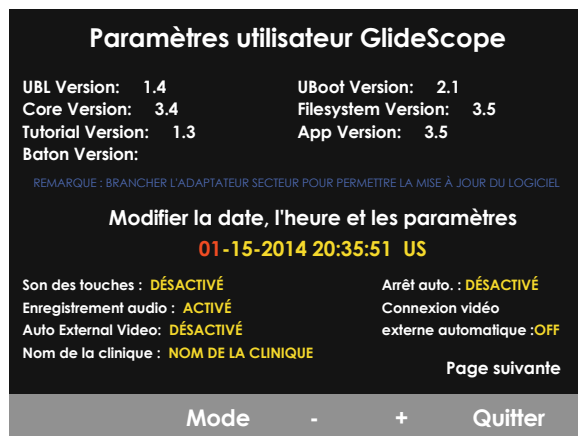 Paramètres utilisateur GlideScope
UBL Version: 1.4 UBoot Version: 2.1
Core Version: 3.4 Filesystem Version: 3.5
Tutorial Version: 1.3 App Version: 3.5
Baton Version:
REMARQUE : BRANCHER L'ADAPTATEUR SECTEUR POUR PERMETTRE LA MISE À JOUR DU LOGICIEL
Modifier la date, l'heure et les paramètres
01-15-2014 20:35:51 US
Son des touches : DÉSACTIVÉ Arrêt auto. : DÉSACTIVÉ
Enregistrement audio : ACTIVÉ Connexion vidéo
Auto External Video: DÉSACTIVÉ externe automatique :OFF
Nom de la clinique : NOM DE LA CLINIQUE
Page suivante
Mode - + Quitter